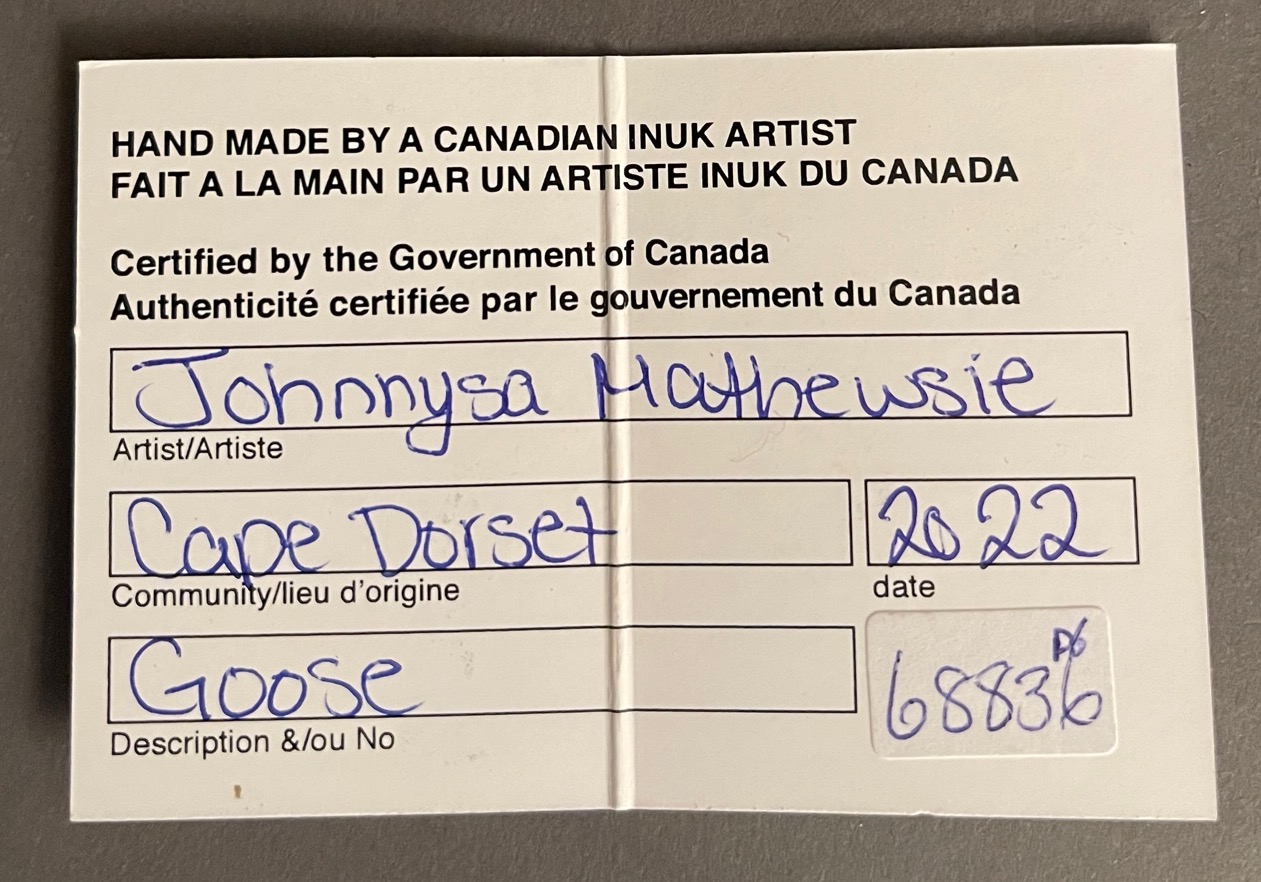 HAND MADE BY A CANADIAN INUK ARTIST
FAIT A LA MAIN PAR UN ARTISTE INUK DU CANADA
Certified by the Government of Canada
Authenticité certifiée par le gouvernement du Canada
Johnnysa Mathewsie
Artist/Artiste
Cape Dorset 2022
Community/lieu d'origine date
Goose 68836
Description &/ou No